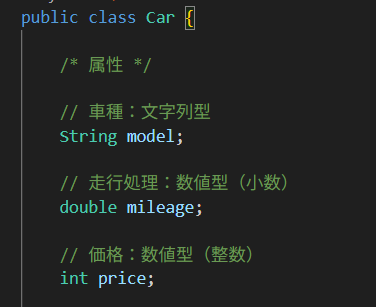 public class Car {
/* 属性 */
// 車種：文字列型
String model;
// 走行処理：数値型（小数）
double mileage;
// 価格：数値型（整数）
int price;